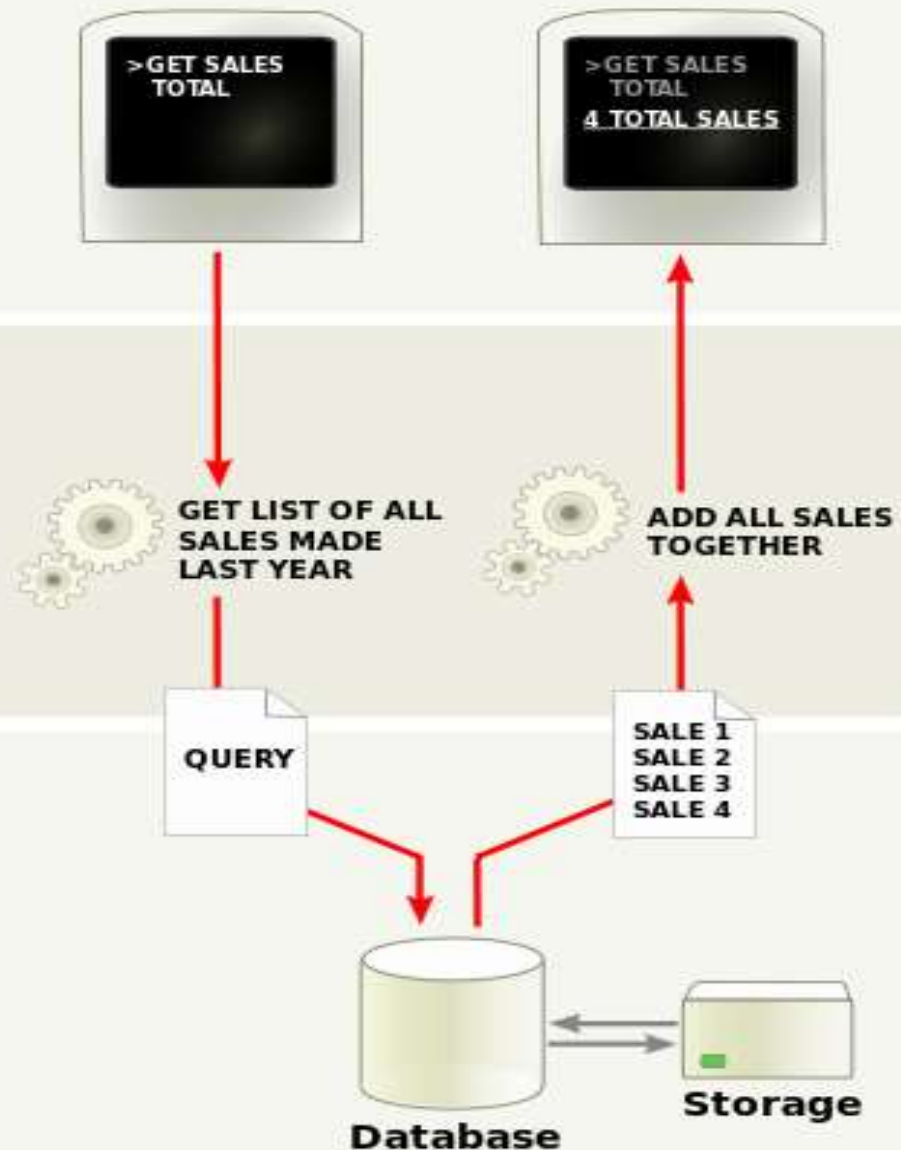 >GET SALES
TOTAL
>GET SALES
TOTAL
4 TOTAL SALES
GET LIST OF ALL
SALES MADE
LAST YEAR
ADD ALL SALES
TOGETHER
QUERY
SALE 1
SALE 2
SALE 3
SALE 4
Database
Storage